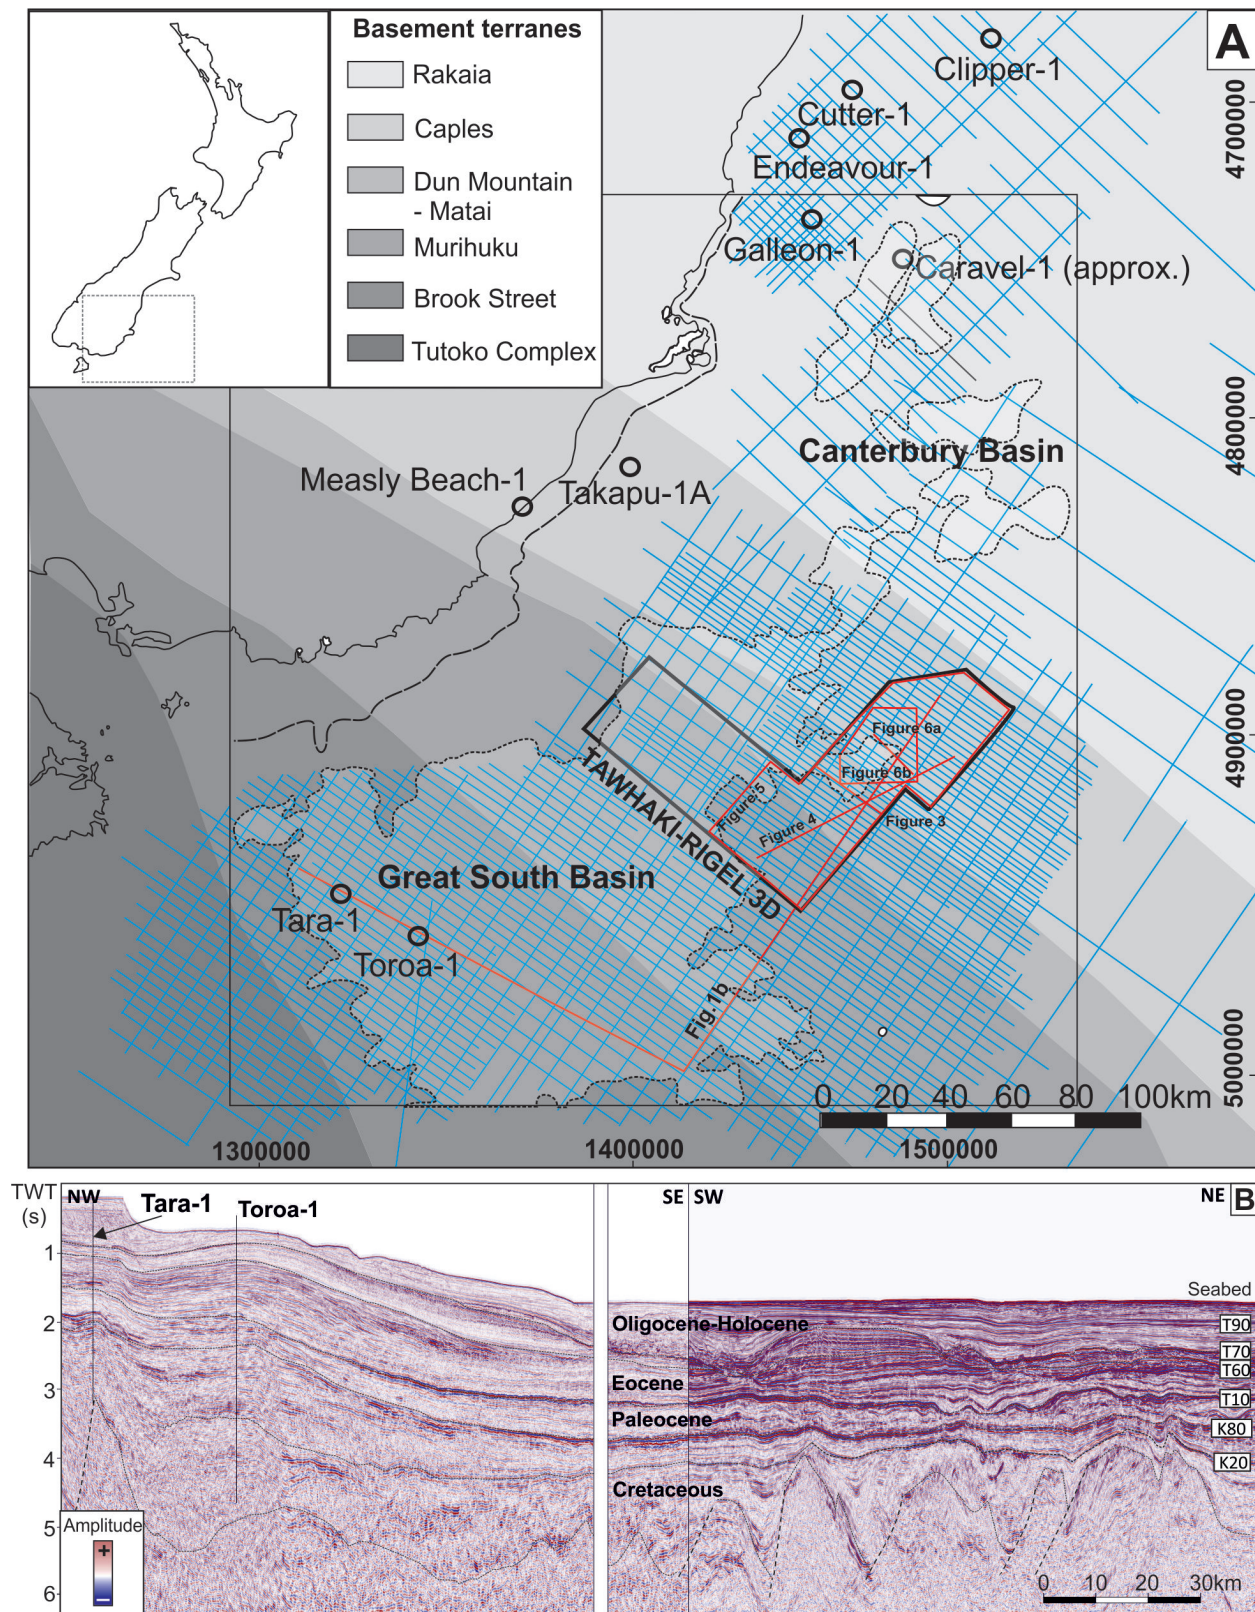 Basement terranes
Rakaia
Caples
Dun Mountain
- Matai
Murihuku
Brook Street
Tutoko Complex
A
Clipper-1
Cutter-1
Endeavour-1
Galleon-1
Caravel-1 (approx.)
4700000
4800000
4900000
5000000
Canterbury Basin
Measly Beach-1
Takapu-1A
TAWHAKI-RIGEL 3D
Figure 6a
Figure 6b
Figure 5
Figure 4
Figure 3
Great South Basin
Tara-1
Toroa-1
Fig. 1b
0 20 40 60 80 100km
1300000
1400000
1500000
TWT
(s)
NW
Tara-1
Toroa-1
SE
SW
NE
B
Seabed
1
2
3
4
5
6
Oligocene-Holocene
Eocene
Paleocene
Cretaceous
T90
T70
T60
T10
K80
K20
Amplitude
+
−
0 10 20 30km